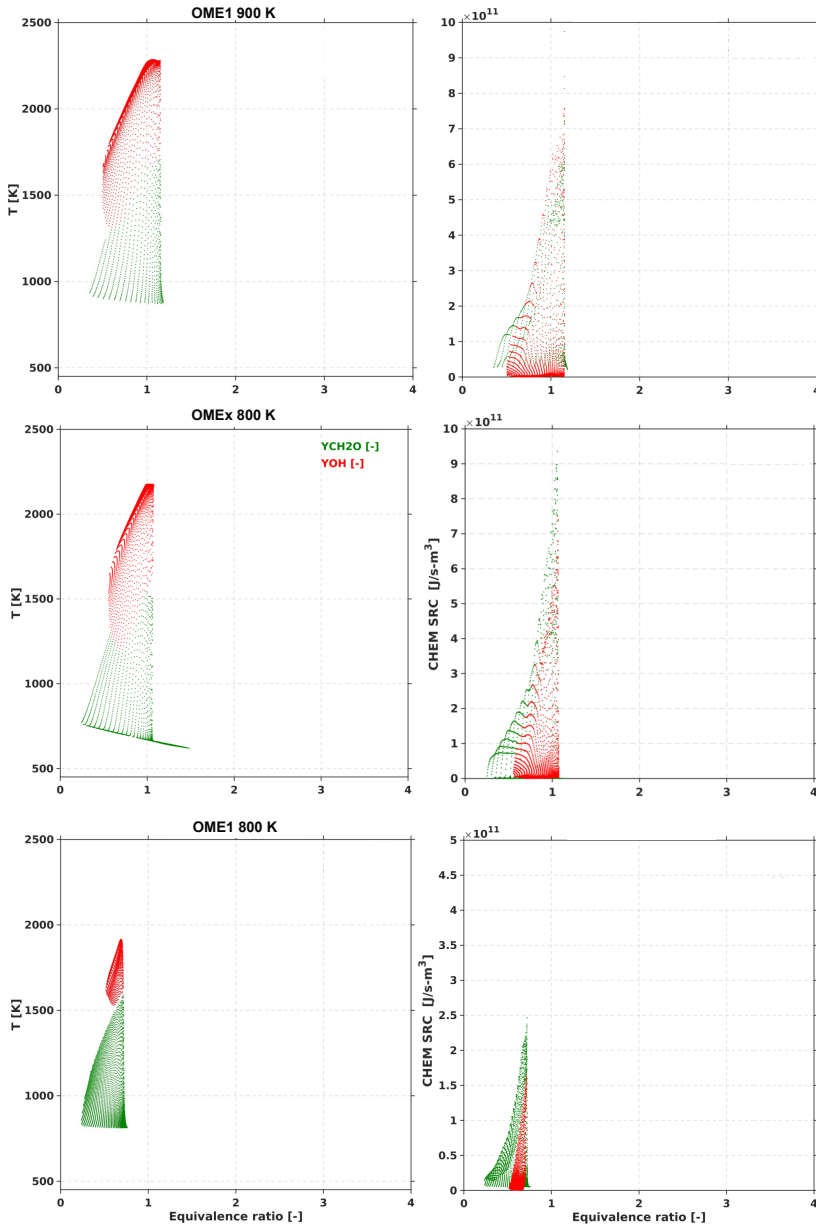 OME1 900 K
2500
2000
1500
1000
500
T [K]
0 1 2 3 4
×10¹¹
10
9
8
7
6
5
4
3
2
1
0
0 1 2 3 4
OMEx 800 K
YCH2O [-]
YOH [-]
2500
2000
1500
1000
500
T [K]
0 1 2 3 4
×10¹¹
10
9
8
7
6
5
4
3
2
1
0
CHEM SRC [J/s-m³]
0 1 2 3 4
OME1 800 K
2500
2000
1500
1000
500
T [K]
0 1 2 3 4
Equivalence ratio [-]
×10¹¹
5
4.5
4
3.5
3
2.5
2
1.5
1
0.5
0
CHEM SRC [J/s-m³]
0 1 2 3 4
Equivalence ratio [-]